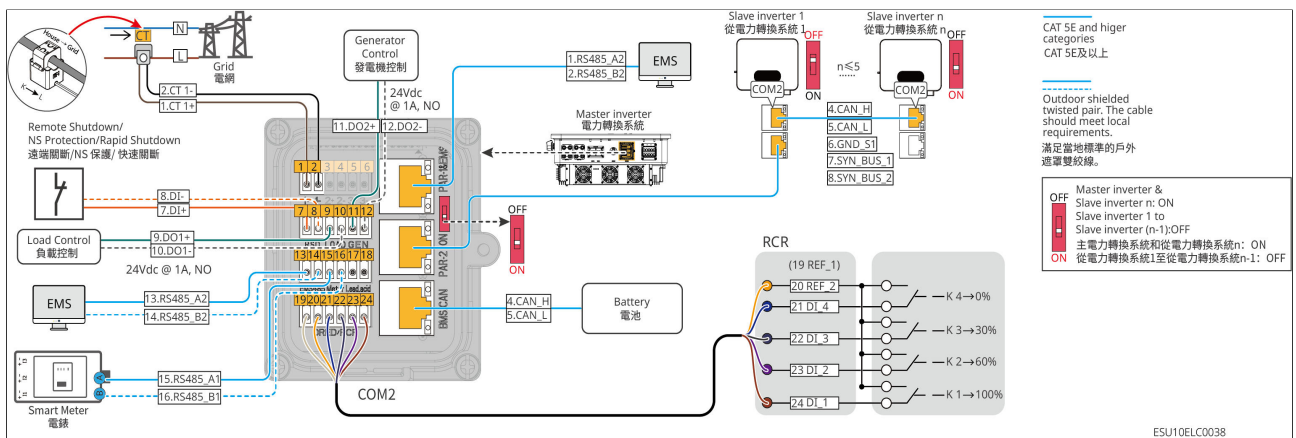 House→Grid
K→L
CT
N
L
Grid
電網
2.CT 1-
1.CT 1+
Remote Shutdown/
NS Protection/Rapid Shutdown
遠端關斷/NS 保護/ 快速關斷
8.DI-
7.DI+
Load Control
負載控制
9.DO1+
10.DO1-
24Vdc @ 1A, NO
EMS
13.RS485_A2
14.RS485_B2
Smart Meter
電錶
A
B
15.RS485_A1
16.RS485_B1
Generator
Control
發電機控制
24Vdc
@ 1A, NO
11.DO2+
12.DO2-
1 2 3 4 5 6
7 8 9 10 11 12
RSD LOAD GEN
13 14 15 16 17 18
19 20 21 22 23 24
PAR-1&EMS
ON
PAR-2
BMS CAN
COM2
1.RS485_A2
2.RS485_B2
EMS
OFF
ON
Master inverter
電力轉換系統
4.CAN_H
5.CAN_L
Battery
電池
Slave inverter 1
從電力轉換系統 1
OFF
ON
COM2
n≤5
......
Slave inverter n
從電力轉換系統 n
OFF
ON
COM2
4.CAN_H
5.CAN_L
6.GND_S1
7.SYN_BUS_1
8.SYN_BUS_2
RCR
(19 REF_1)
20 REF_2
21 DI_4
22 DI_3
23 DI_2
24 DI_1
K 4→0%
K 3→30%
K 2→60%
K 1→100%
CAT 5E and higer
categories
CAT 5E及以上
Outdoor shielded
twisted pair. The cable
should meet local
requirements.
滿足當地標準的戶外
遮罩雙絞線。
OFF
ON
Master inverter &
Slave inverter n: ON
Slave inverter 1 to
Slave inverter (n-1):OFF
主電力轉換系統和從電力轉換系統n：ON
從電力轉換系統1至從電力轉換系統n-1：OFF
ESU10ELC0038